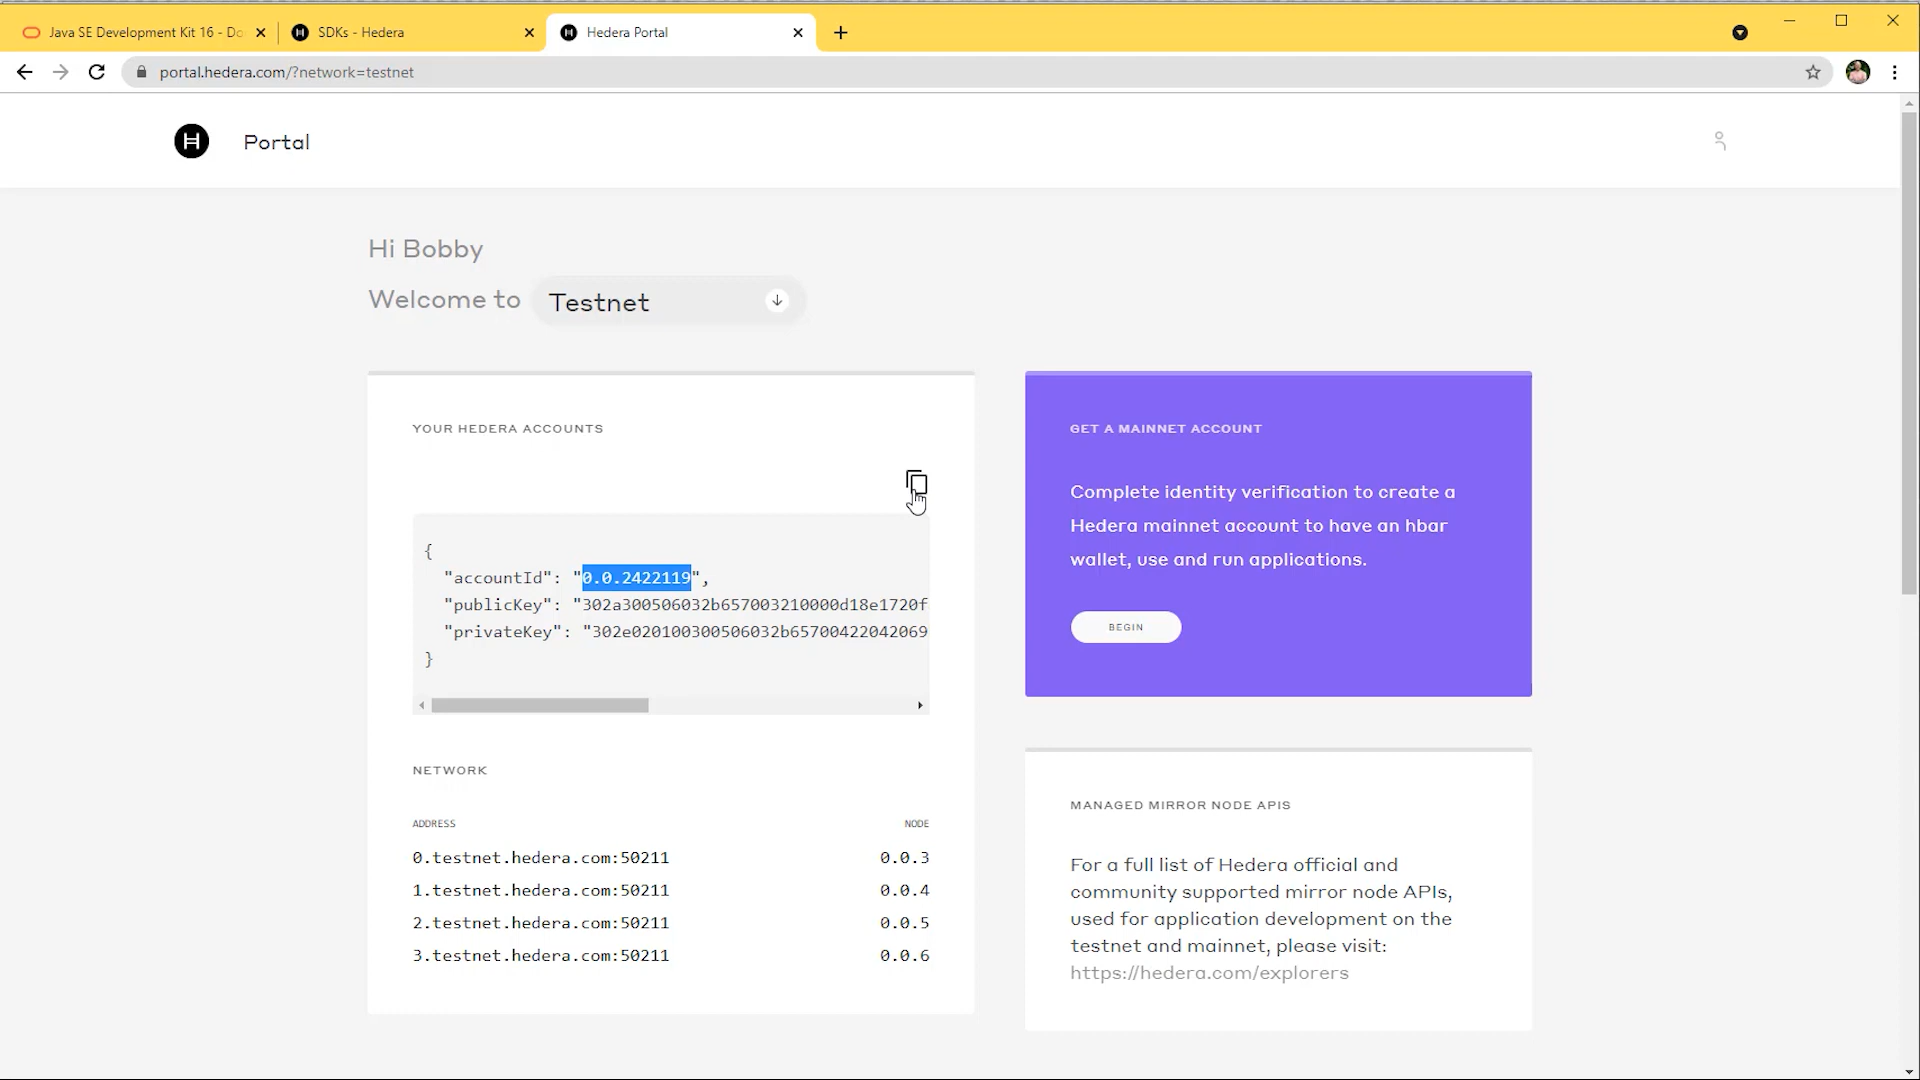 Java SE Development Kit 16 - Do
SDKs - Hedera
Hedera Portal
portal.hedera.com/?network=testnet
H
Portal
Hi Bobby
Welcome to
Testnet
YOUR HEDERA ACCOUNTS
{
"accountId": "0.0.2422119",
"publicKey": "302a300506032b657003210000d18e1720f
"privateKey": "302e020100300506032b65700422042069
}
NETWORK
ADDRESS NODE
0.testnet.hedera.com:50211 0.0.3
1.testnet.hedera.com:50211 0.0.4
2.testnet.hedera.com:50211 0.0.5
3.testnet.hedera.com:50211 0.0.6
GET A MAINNET ACCOUNT
Complete identity verification to create a
Hedera mainnet account to have an hbar
wallet, use and run applications.
BEGIN
MANAGED MIRROR NODE APIS
For a full list of Hedera official and
community supported mirror node APIs,
used for application development on the
testnet and mainnet, please visit:
https://hedera.com/explorers